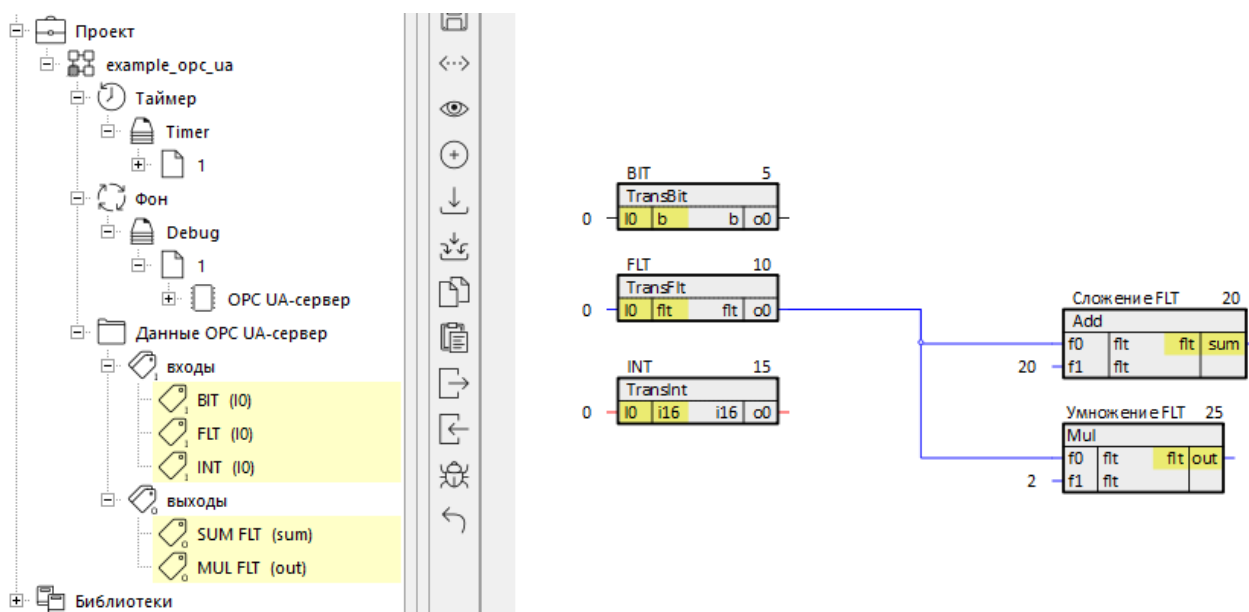 Проект
example_opc_ua
Таймер
Timer
1
Фон
Debug
1
OPC UA-сервер
Данные OPC UA-сервер
входы
BIT (I0)
FLT (I0)
INT (I0)
выходы
SUM FLT (sum)
MUL FLT (out)
Библиотеки
BIT 5
TransBit
0 I0 b b o0
FLT 10
TransFlt
0 I0 flt flt o0
INT 15
TransInt
0 I0 i16 i16 o0
Сложение FLT 20
Add
f0 flt flt sum
20 f1 flt
Умножение FLT 25
Mul
f0 flt flt out
2 f1 flt